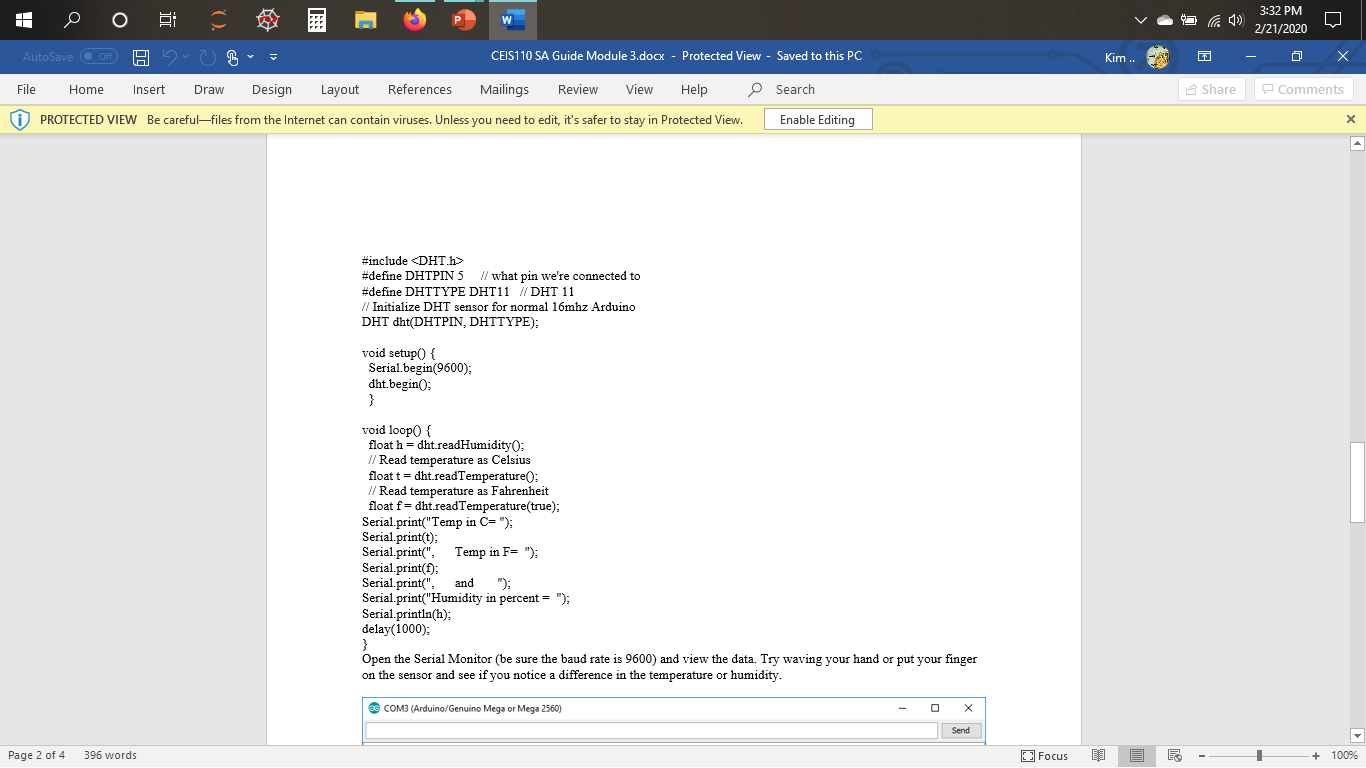 3:32 PM
2/21/2020
AutoSave Off
CEIS110 SA Guide Module 3.docx - Protected View - Saved to this PC
Kim ..
File Home Insert Draw Design Layout References Mailings Review View Help Search Share Comments
PROTECTED VIEW Be careful—files from the Internet can contain viruses. Unless you need to edit, it's safer to stay in Protected View. Enable Editing
#include <DHT.h>
#define DHTPIN 5 // what pin we're connected to
#define DHTTYPE DHT11 // DHT 11
// Initialize DHT sensor for normal 16mhz Arduino
DHT dht(DHTPIN, DHTTYPE);
void setup() {
Serial.begin(9600);
dht.begin();
}
void loop() {
float h = dht.readHumidity();
// Read temperature as Celsius
float t = dht.readTemperature();
// Read temperature as Fahrenheit
float f = dht.readTemperature(true);
Serial.print("Temp in C= ");
Serial.print(t);
Serial.print(", Temp in F= ");
Serial.print(f);
Serial.print(", and ");
Serial.print("Humidity in percent = ");
Serial.println(h);
delay(1000);
}
Open the Serial Monitor (be sure the baud rate is 9600) and view the data. Try waving your hand or put your finger
on the sensor and see if you notice a difference in the temperature or humidity.
COM3 (Arduino/Genuino Mega or Mega 2560)
Send
Page 2 of 4 396 words Focus 100%